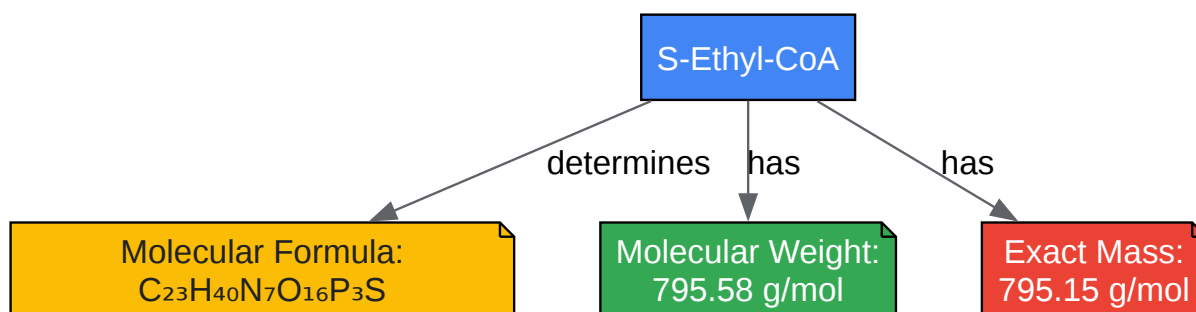 S-Ethyl-CoA
determines
has
has
Molecular Formula:
C₂₃H₄₀N₇O₁₆P₃S
Molecular Weight:
795.58 g/mol
Exact Mass:
795.15 g/mol